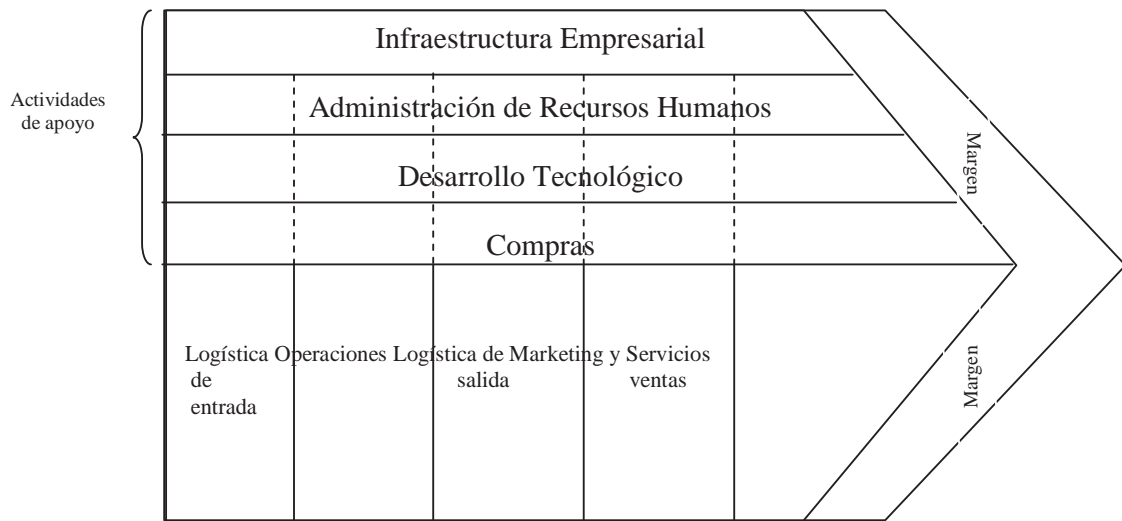 Infraestructura Empresarial
Actividades
de apoyo
Administración de Recursos Humanos
Desarrollo Tecnológico
Compras
Margen
Logística Operaciones Logística de Marketing y Servicios
de salida ventas
entrada
Margen